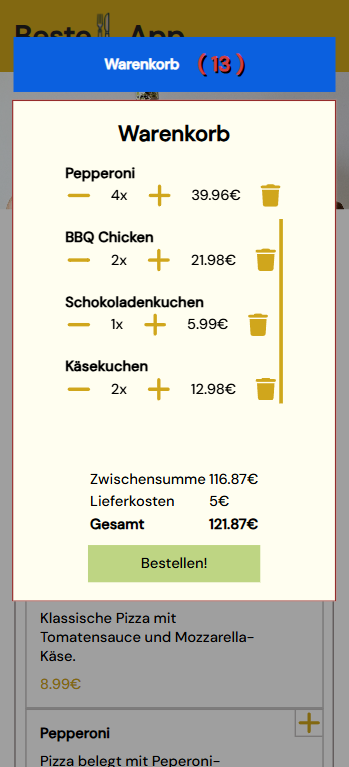 Beste App
Warenkorb ( 13 )
Warenkorb
Pepperoni
4x 39.96€
BBQ Chicken
2x 21.98€
Schokoladenkuchen
1x 5.99€
Käsekuchen
2x 12.98€
Zwischensumme 116.87€
Lieferkosten 5€
Gesamt 121.87€
Bestellen!
Klassische Pizza mit
Tomatensauce und Mozzarella-
Käse.
8.99€
Pepperoni
Pizza belegt mit Peperoni-